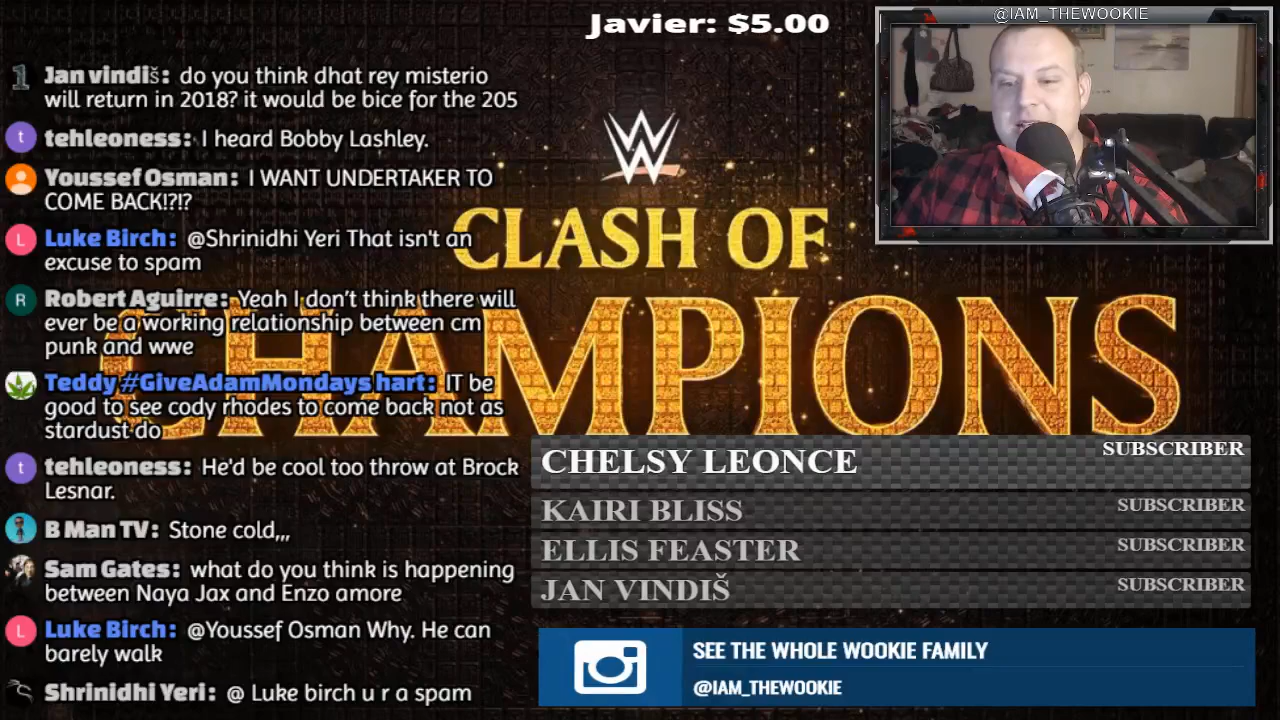 Javier: $5.00
@IAM_THEWOOKIE
Jan vindiš: do you think dhat rey misterio
will return in 2018? it would be bice for the 205
tehleoness: I heard Bobby Lashley.
Youssef Osman: I WANT UNDERTAKER TO
COME BACK!?!?
Luke Birch: @Shrinidhi Yeri That isn't an
excuse to spam
Robert Aguirre: Yeah I don't think there will
ever be a working relationship between cm
punk and wwe
Teddy #GiveAdamMondays hart: IT be
good to see cody rhodes to come back not as
stardust do
tehleoness: He'd be cool too throw at Brock
Lesnar.
B Man TV: Stone cold,,,
Sam Gates: what do you think is happening
between Naya Jax and Enzo amore
Luke Birch: @Youssef Osman Why. He can
barely walk
Shrinidhi Yeri: @ Luke birch u r a spam
W
CLASH OF
CHAMPIONS
CHELSY LEONCE SUBSCRIBER
KAIRI BLISS SUBSCRIBER
ELLIS FEASTER SUBSCRIBER
JAN VINDIŠ SUBSCRIBER
SEE THE WHOLE WOOKIE FAMILY
@IAM_THEWOOKIE